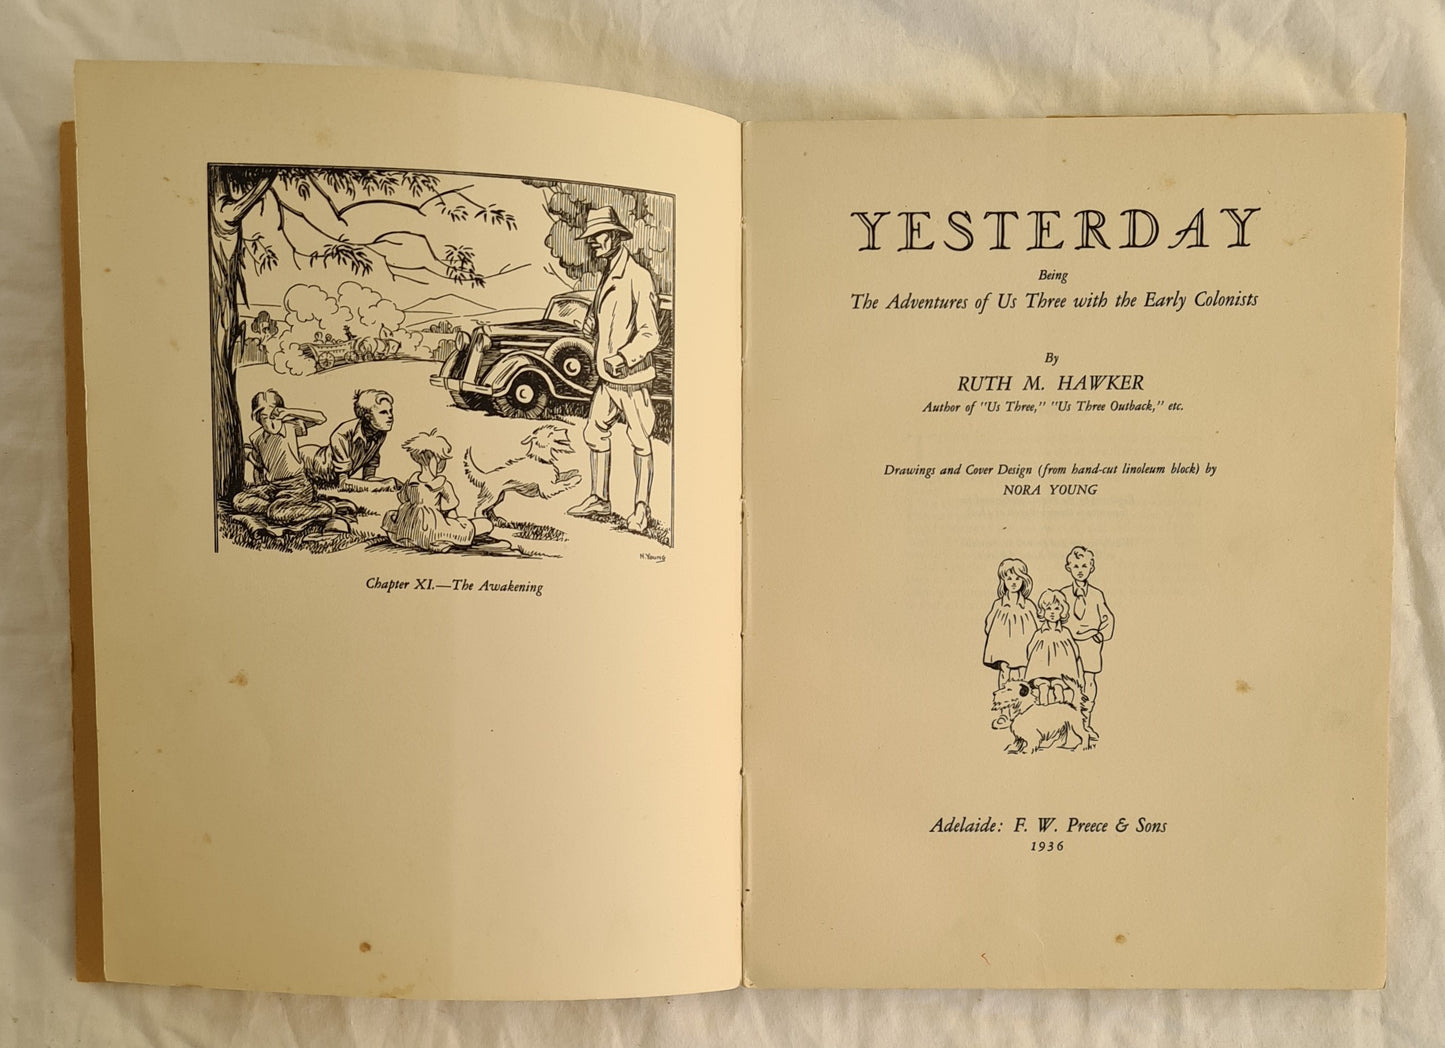 N. Young
Chapter XI.—The Awakening
YESTERDAY
Being
The Adventures of Us Three with the Early Colonists
By
RUTH M. HAWKER
Author of "Us Three," "Us Three Outback," etc.
Drawings and Cover Design (from hand-cut linoleum block) by
NORA YOUNG
Adelaide: F. W. Preece & Sons
1936